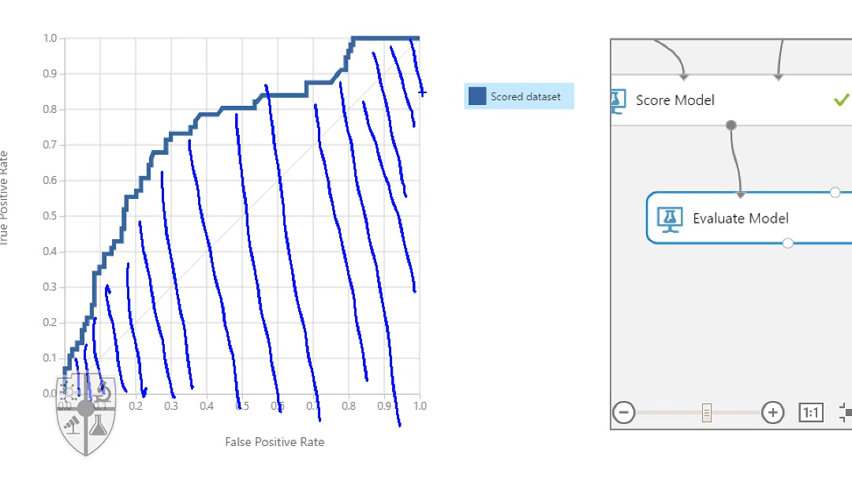 True Positive Rate
1.0
0.9
0.8
0.7
0.6
0.5
0.4
0.3
0.2
0.1
0.0
0.2 0.3 0.4 0.5 0.6 0.7 0.8 0.9 1.0
False Positive Rate
Scored dataset
Score Model
Evaluate Model
1:1